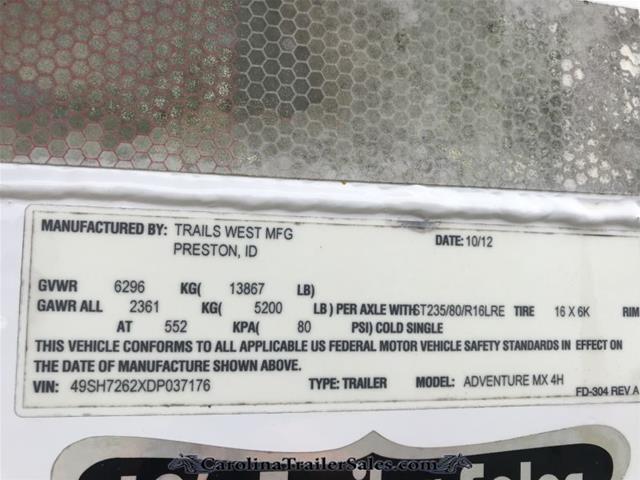 MANUFACTURED BY: TRAILS WEST MFG
PRESTON, ID
DATE: 10/12
GVWR 6296 KG( 13867 LB)
GAWR ALL 2361 KG( 5200 LB ) PER AXLE WITH ST235/80/R16LRE TIRE 16 X 6K RIM
AT 552 KPA( 80 PSI) COLD SINGLE
THIS VEHICLE CONFORMS TO ALL APPLICABLE US FEDERAL MOTOR VEHICLE SAFETY STANDARDS IN EFFECT ON
THE DATE OF MANUFACTURE SHOWN ABOVE.
VIN: 49SH7262XDP037176 TYPE: TRAILER MODEL: ADVENTURE MX 4H
FD-304 REV A
CarolinaTrailerSales.com